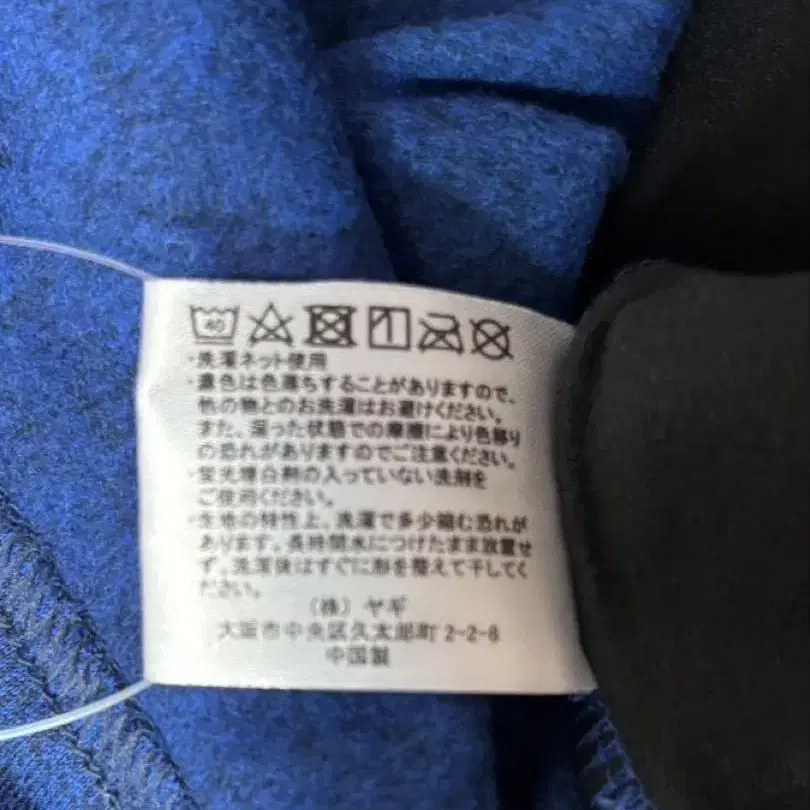 40
・洗濯ネット使用
・濃色は色落ちすることがありますので、
他の物とのお洗濯はお避けください。
また、湿った状態での摩擦により色移り
の恐れがありますのでご注意ください。
・蛍光増白剤の入っていない洗剤を
ご使用ください。
・生地の特性上、洗濯で多少縮む恐れが
あります。長時間水につけたまま放置せ
ず、洗濯後はすぐに形を整えて干してく
ださい。
(株) ヤギ
大阪市中央区久太郎町 2-2-8
中国製